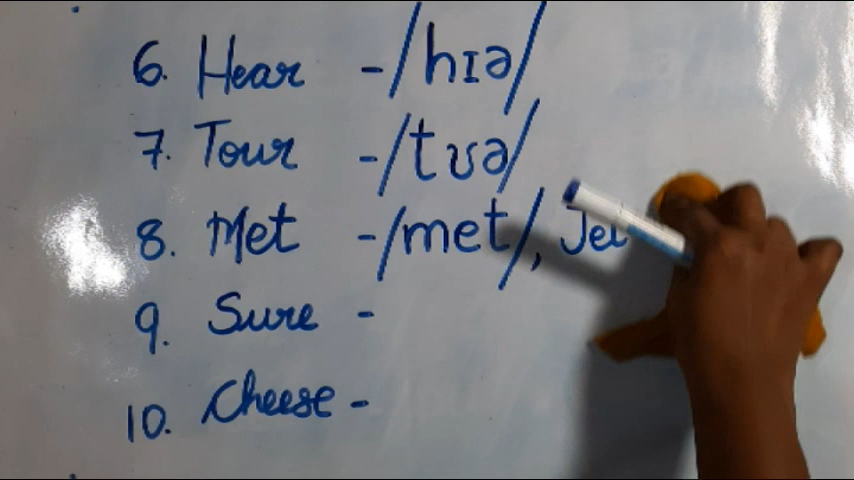 6. Hear - /hɪə/
7. Tour - /tʊə/
8. Met - /met/,
9. Sure -
10. Cheese -